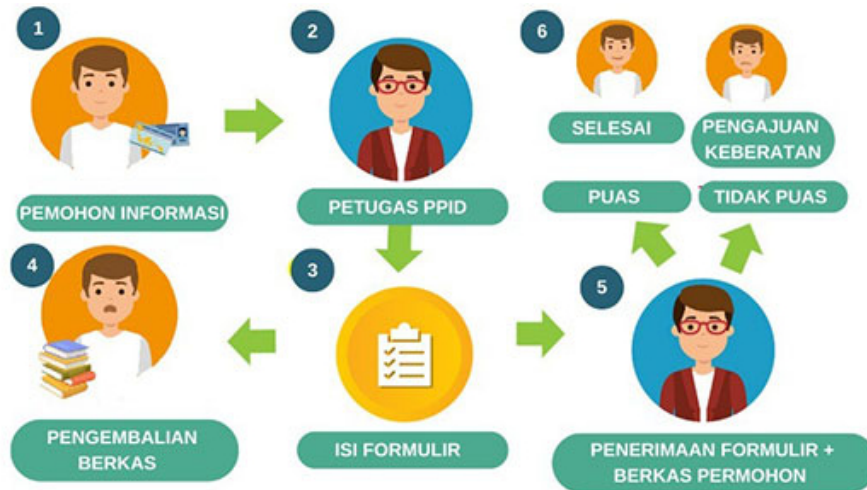 1
PEMOHON INFORMASI
2
PETUGAS PPID
3
ISI FORMULIR
4
PENGEMBALIAN
BERKAS
5
PENERIMAAN FORMULIR +
BERKAS PERMOHON
6
SELESAI
PENGAJUAN
KEBERATAN
PUAS
TIDAK PUAS